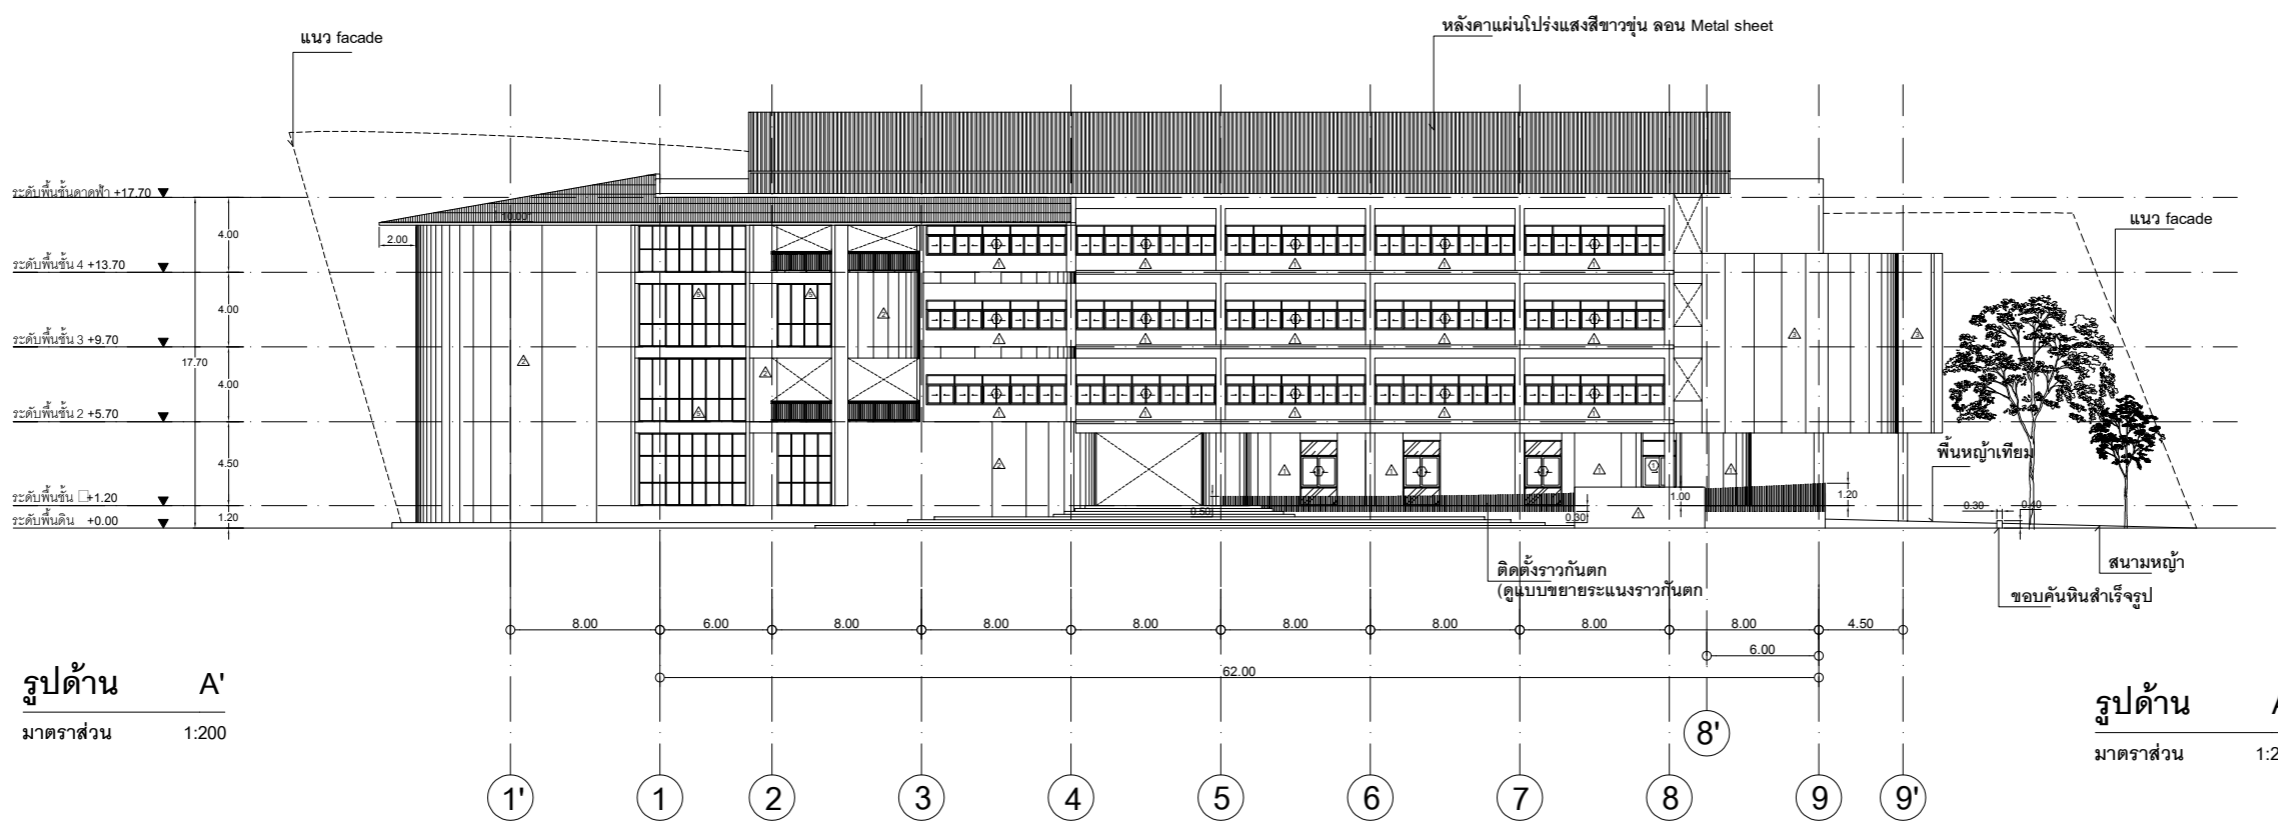 แนว facade
หลังคาแผ่นโปร่งแสงสีขาวขุ่น ลอน Metal sheet
ระดับพื้นชั้นดาดฟ้า +17.70
แนว facade
10.00
4.00
2.00
ระดับพื้นชั้น 4 +13.70
4.00
ระดับพื้นชั้น 3 +9.70
17.70
4.00
ระดับพื้นชั้น 2 +5.70
พื้นหญ้าเทียม
4.50
ระดับพื้นชั้น +1.20
1.00
1.20
0.50
0.30
0.30
0.40
ระดับพื้นดิน +0.00
1.20
ติดตั้งราวกันตก
(ดูแบบขยายระแนงราวกันตก
สนามหญ้า
ขอบคันหินสำเร็จรูป
8.00 6.00 8.00 8.00 8.00 8.00 8.00 8.00 4.50
6.00
62.00
รูปด้าน A'
มาตราส่วน 1:200
8'
รูปด้าน
มาตราส่วน 1:2
1' 1 2 3 4 5 6 7 8 9 9'